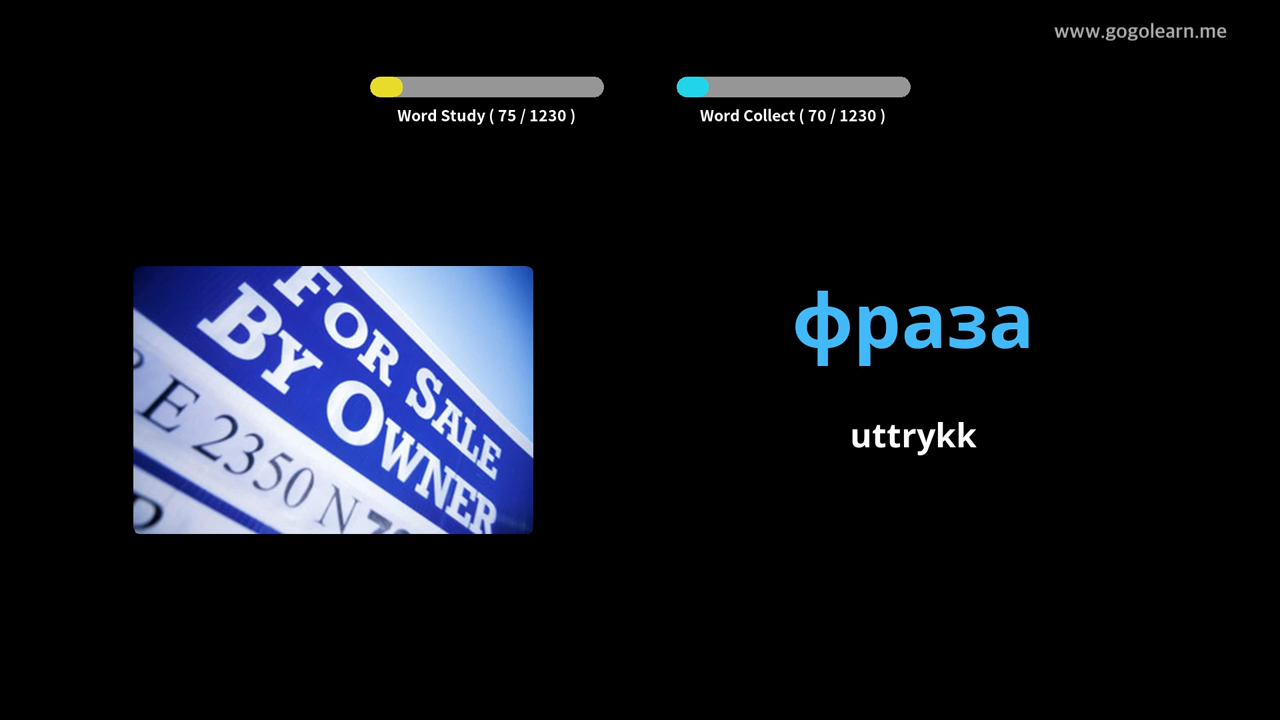 www.gogolearn.me
Word Study ( 75 / 1230 )
Word Collect ( 70 / 1230 )
FOR SALE
BY OWNER
E 2350 N
фраза
uttrykk